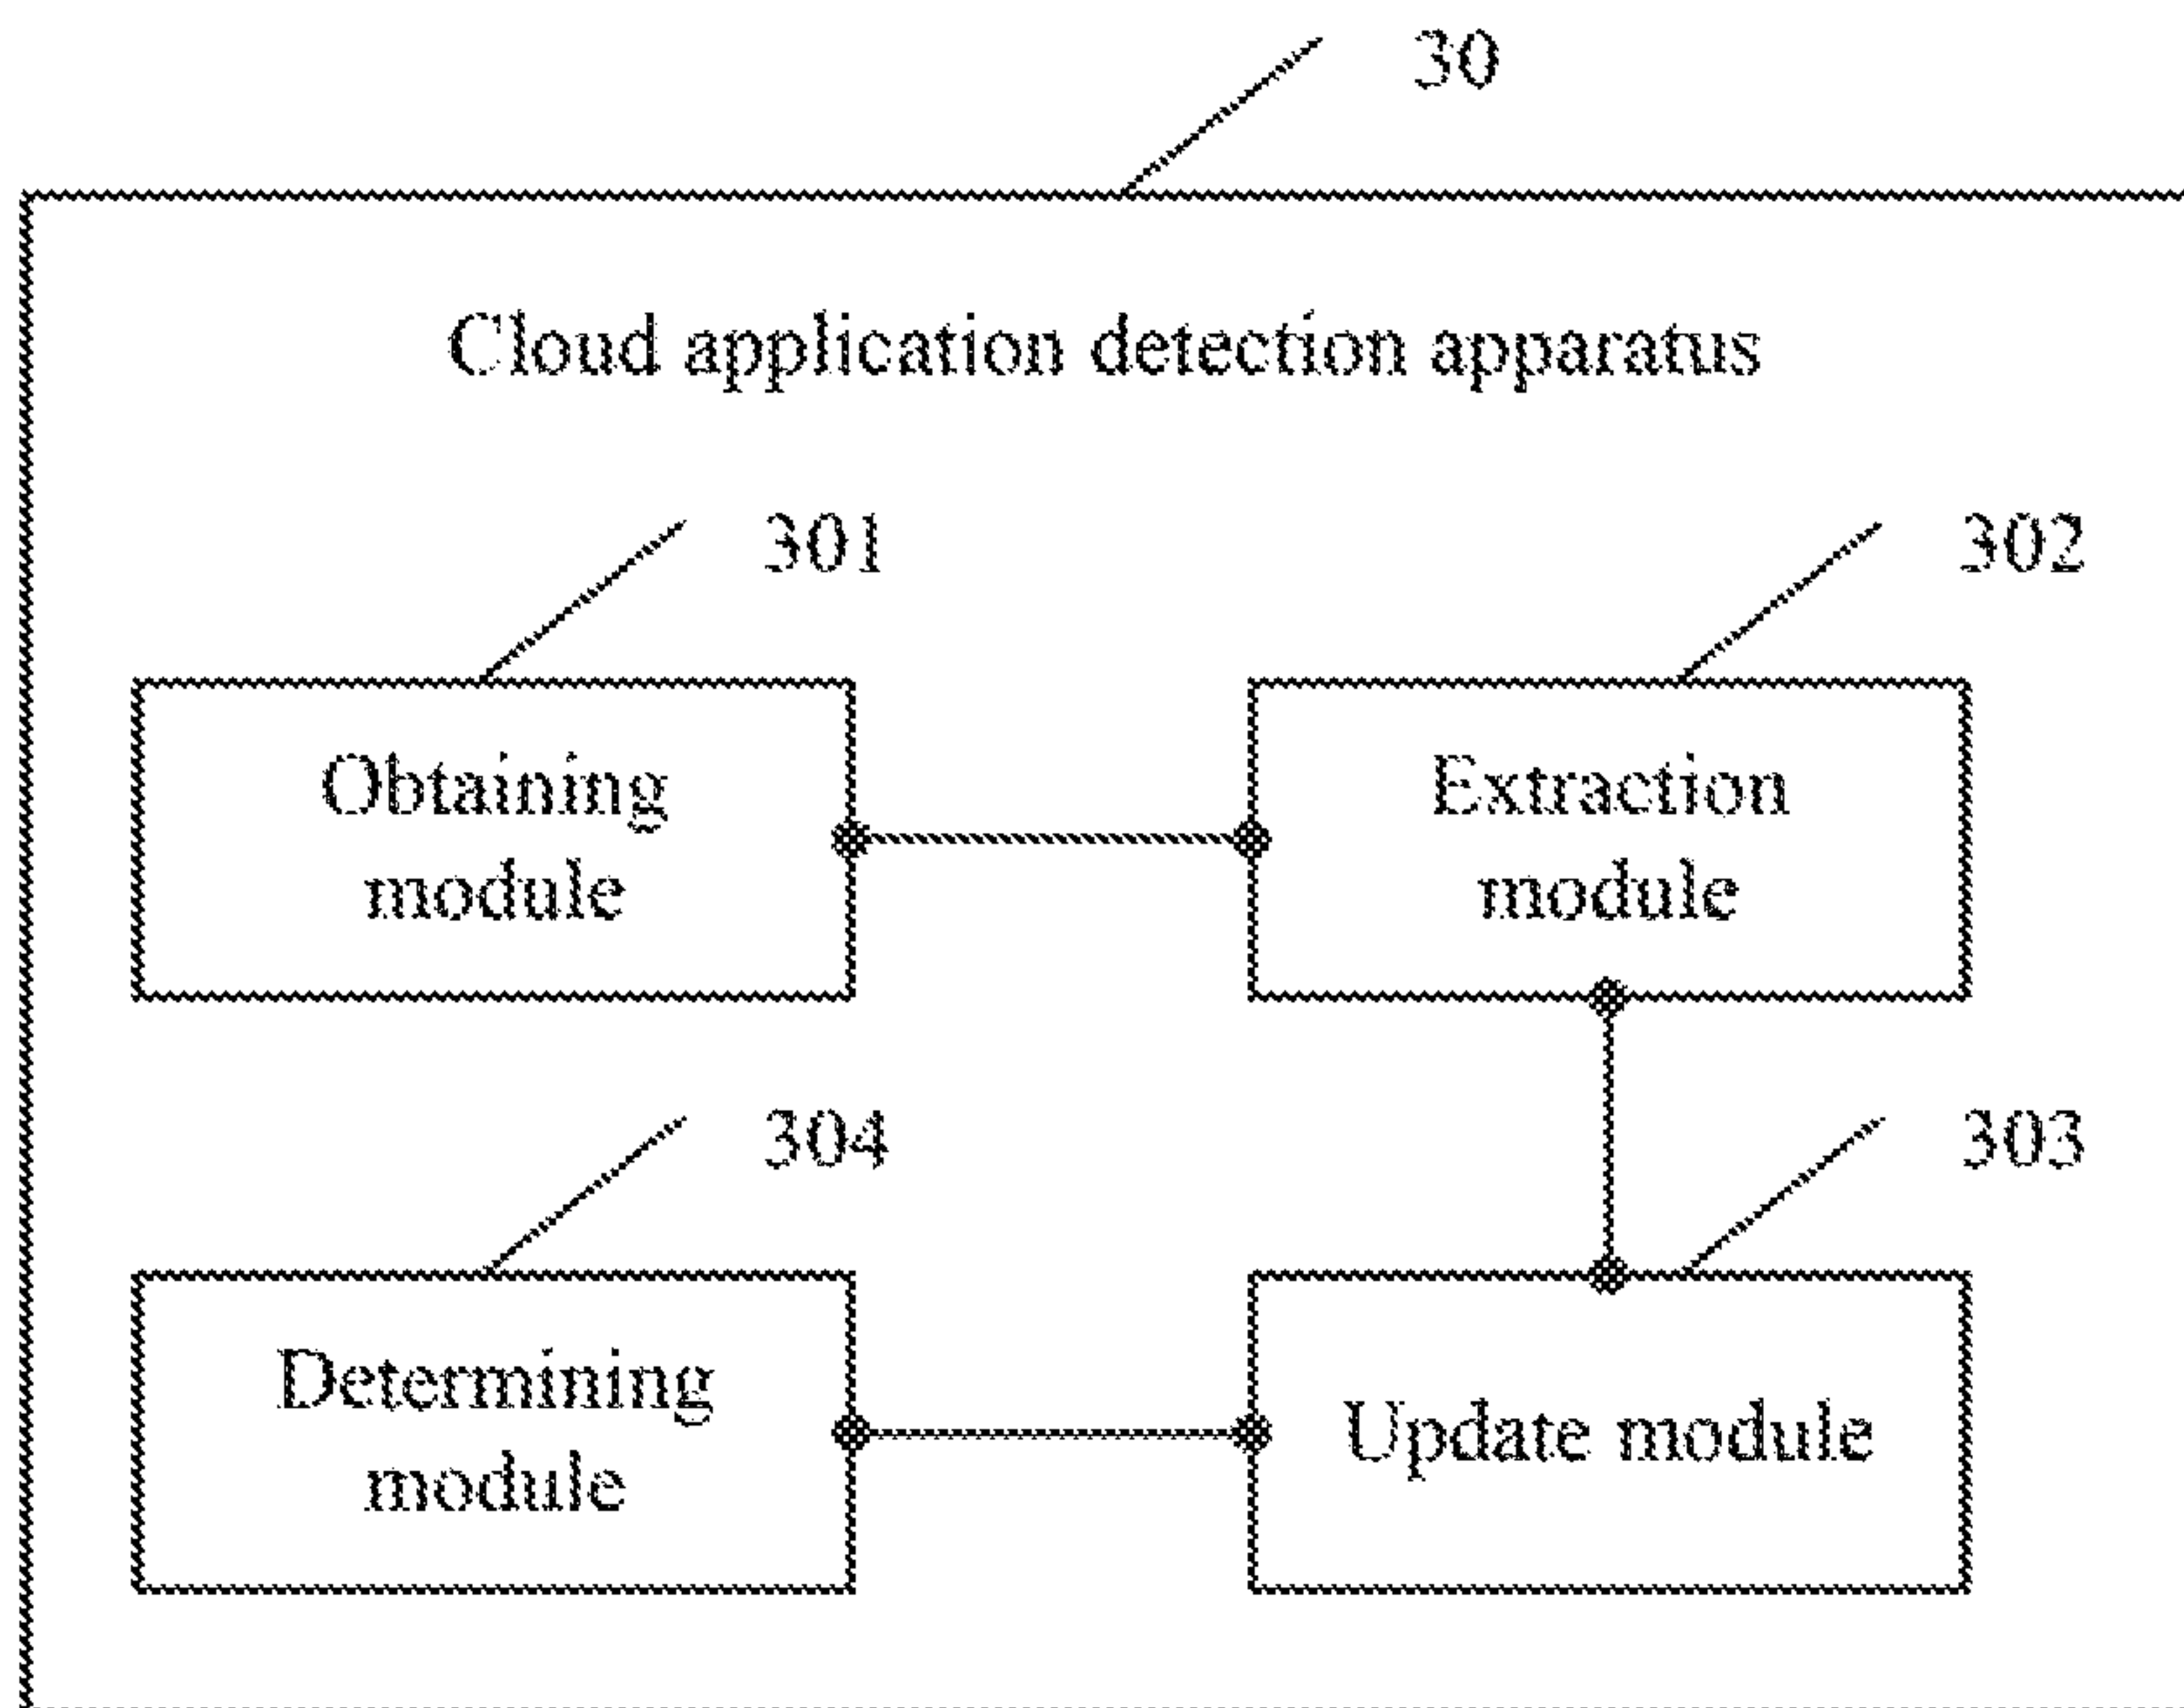 30
Cloud application detection apparatus
301
302
Obtaining
module
Extraction
module
304
303
Determining
module
Update module